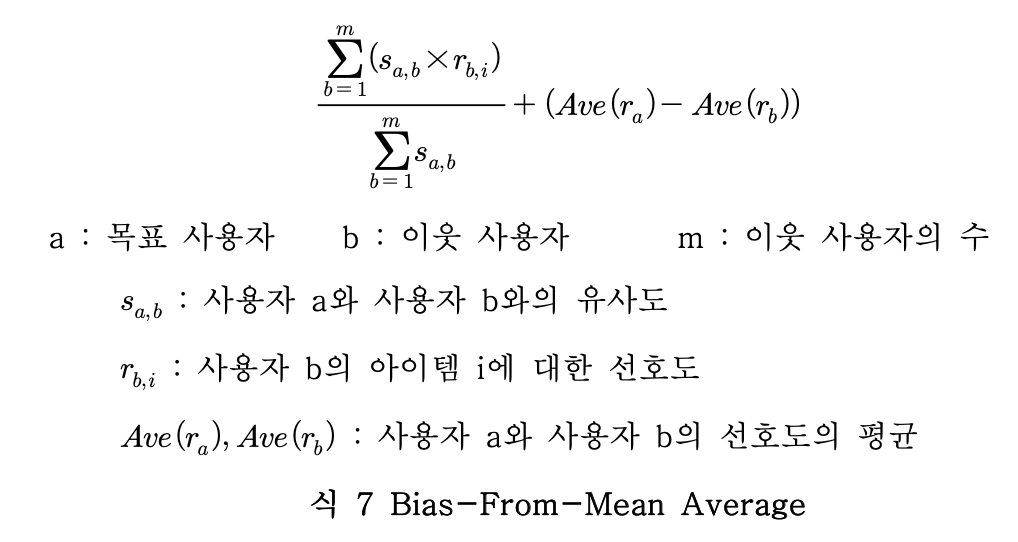 $$\frac{\sum_{b=1}^{m}(s_{a,b} \times r_{b,i})}{\sum_{b=1}^{m} s_{a,b}} + (Ave(r_a) - Ave(r_b))$$
a : 목표 사용자 b : 이웃 사용자 m : 이웃 사용자의 수
$s_{a,b}$ : 사용자 a와 사용자 b와의 유사도
$r_{b,i}$ : 사용자 b의 아이템 i에 대한 선호도
$Ave(r_a), Ave(r_b)$ : 사용자 a와 사용자 b의 선호도의 평균
식 7 Bias-From-Mean Average